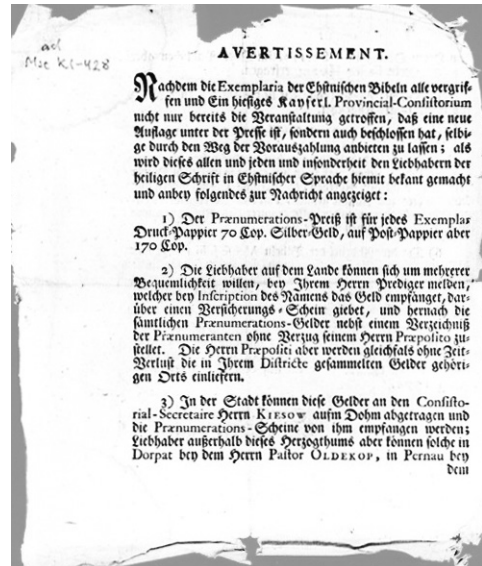 ad
Msc KS-428
AVERTISSEMENT.
Nachdem die Exemplaria der Ehstnischen Bibeln alle vergrif-
fen und Ein hiesiges Kayserl. Provincial-Consistorium
nicht nur bereits die Veranstaltung getroffen, daß eine neue
Auflage unter der Presse ist, sondern auch beschlossen hat, selbi-
ge durch den Weg der Vorauszahlung anbieten zu lassen; als
wird dieses allen und jeden und insonderheit den Liebhabern der
heiligen Schrift in Ehstnischer Sprache hiemit bekant gemacht
und anbey folgendes zur Nachricht angezeiget:
1) Der Prænumerations-Preiß ist für jedes Exemplar
Druck-Pappier 70 Cop. Silber-Geld, auf Post-Pappier aber
170 Cop.
2) Die Liebhaber auf dem Lande können sich um mehrerer
Bequemlichkeit willen, bey Ihrem Herrn Prediger melden,
welcher bey Inscription des Namens das Geld empfänget, dar-
über einen Versicherungs-Schein giebet, und hernach die
sämtlichen Prænumerations-Gelder nebst einem Verzeichniß
der Prænumeranten ohne Verzug seinem Herrn Præposito zu-
stellet. Die Herrn Præpositi aber werden gleichfals ohne Zeit-
Verlust die in Ihrem Districte gesammelten Gelder gehöri-
gen Orts einliefern.
3) In der Stadt können diese Gelder an den Consisto-
rial-Secretaire Herrn KIESOW aufm Dohm abgetragen und
die Prænumerations-Scheine von ihm empfangen werden;
Liebhaber außerhalb dieses Herzogthums aber können solche in
Dorpat bey dem Herrn Pastor OLDEKOP, in Pernau bey
dem